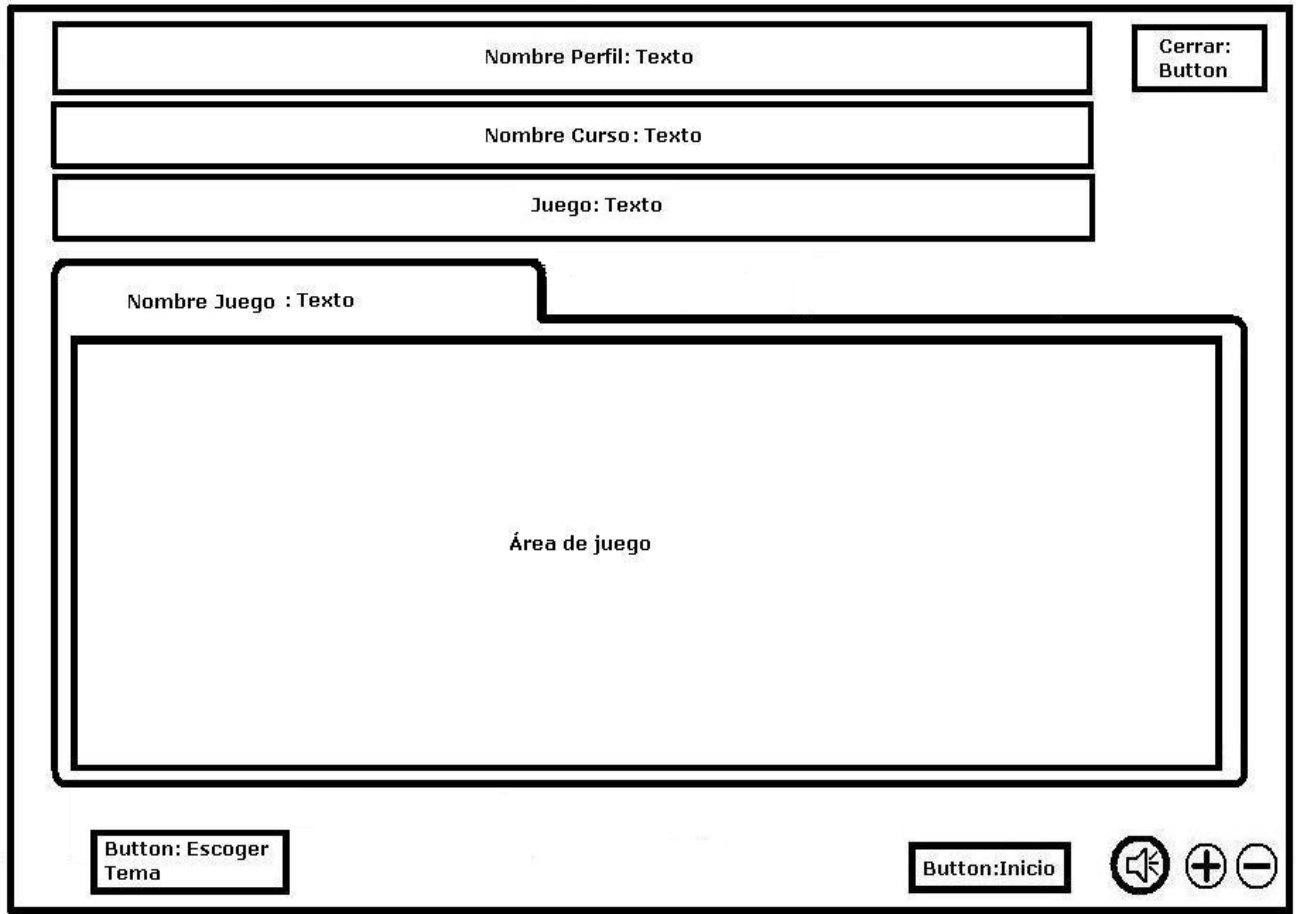 Nombre Perfil: Texto
Cerrar:
Button
Nombre Curso: Texto
Juego: Texto
Nombre Juego : Texto
Área de juego
Button: Escoger
Tema
Button:Inicio